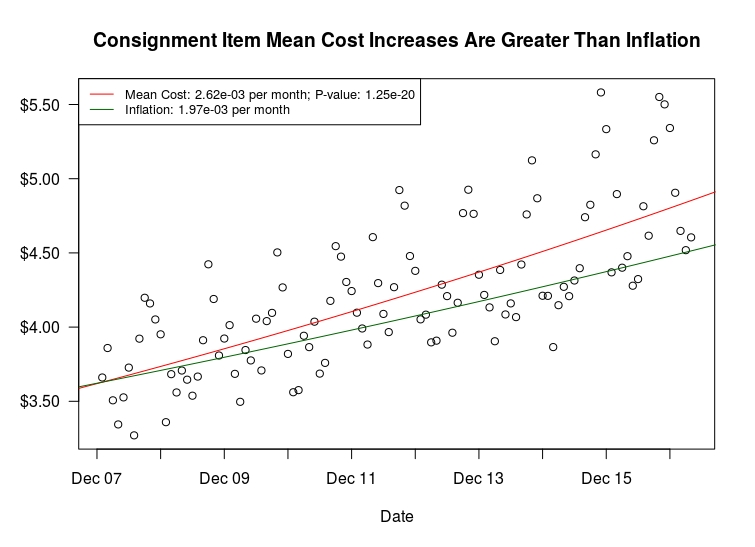 Consignment Item Mean Cost Increases Are Greater Than Inflation
Mean Cost: 2.62e-03 per month; P-value: 1.25e-20
Inflation: 1.97e-03 per month
$5.50
$5.00
$4.50
$4.00
$3.50
Dec 07 Dec 09 Dec 11 Dec 13 Dec 15
Date